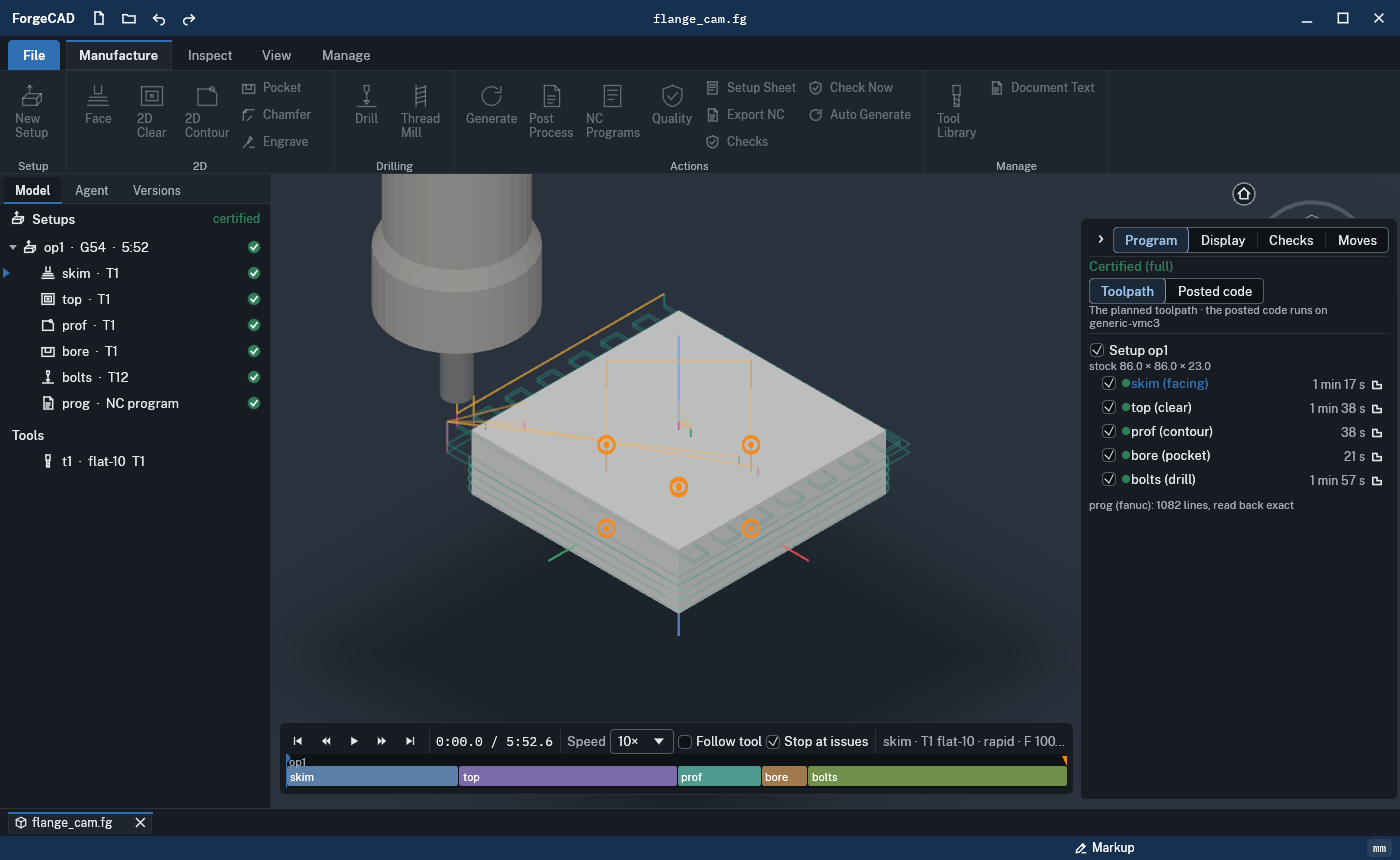 ForgeCAD
flange_cam.fg
File
Manufacture
Inspect
View
Manage
New Setup
Face
2D Clear
2D Contour
Pocket
Chamfer
Engrave
Drill
Thread Mill
Generate
Post Process
NC Programs
Quality
Setup Sheet
Export NC
Checks
Check Now
Auto Generate
Tool Library
Document Text
Setup
2D
Drilling
Actions
Manage
Model
Agent
Versions
Setups
certified
op1 · G54 · 5:52
skim · T1
top · T1
prof · T1
bore · T1
bolts · T12
prog · NC program
Tools
t1 · flat-10 T1
Program
Display
Checks
Moves
Certified (full)
Toolpath
Posted code
The planned toolpath · the posted code runs on
generic-vmc3
Setup op1
stock 86.0 × 86.0 × 23.0
skim (facing) 1 min 17 s
top (clear) 1 min 38 s
prof (contour) 38 s
bore (pocket) 21 s
bolts (drill) 1 min 57 s
prog (fanuc): 1082 lines, read back exact
0:00.0 / 5:52.6
Speed
10×
Follow tool
Stop at issues
skim · T1 flat-10 · rapid · F 100...
op1
skim
top
prof
bore
bolts
flange_cam.fg
Markup
mm